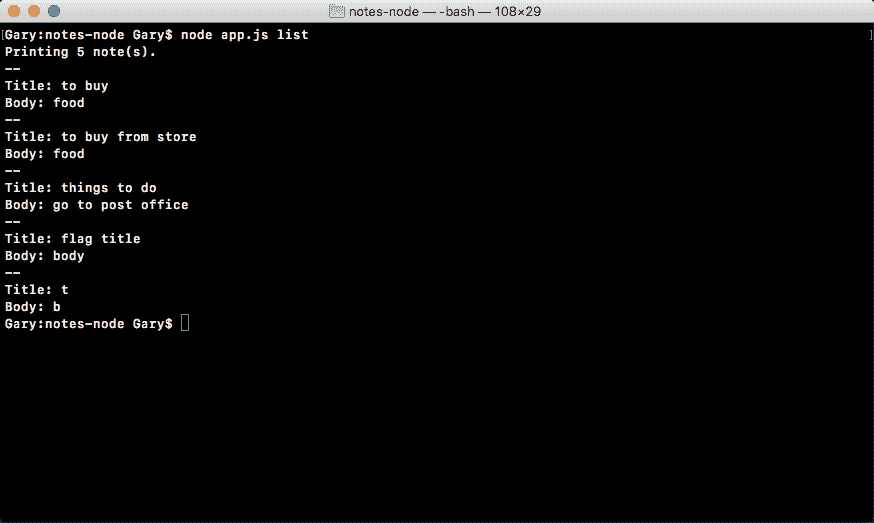 notes-node — -bash — 108×29
[Gary:notes-node Gary$ node app.js list ]
Printing 5 note(s).
--
Title: to buy
Body: food
--
Title: to buy from store
Body: food
--
Title: things to do
Body: go to post office
--
Title: flag title
Body: body
--
Title: t
Body: b
Gary:notes-node Gary$